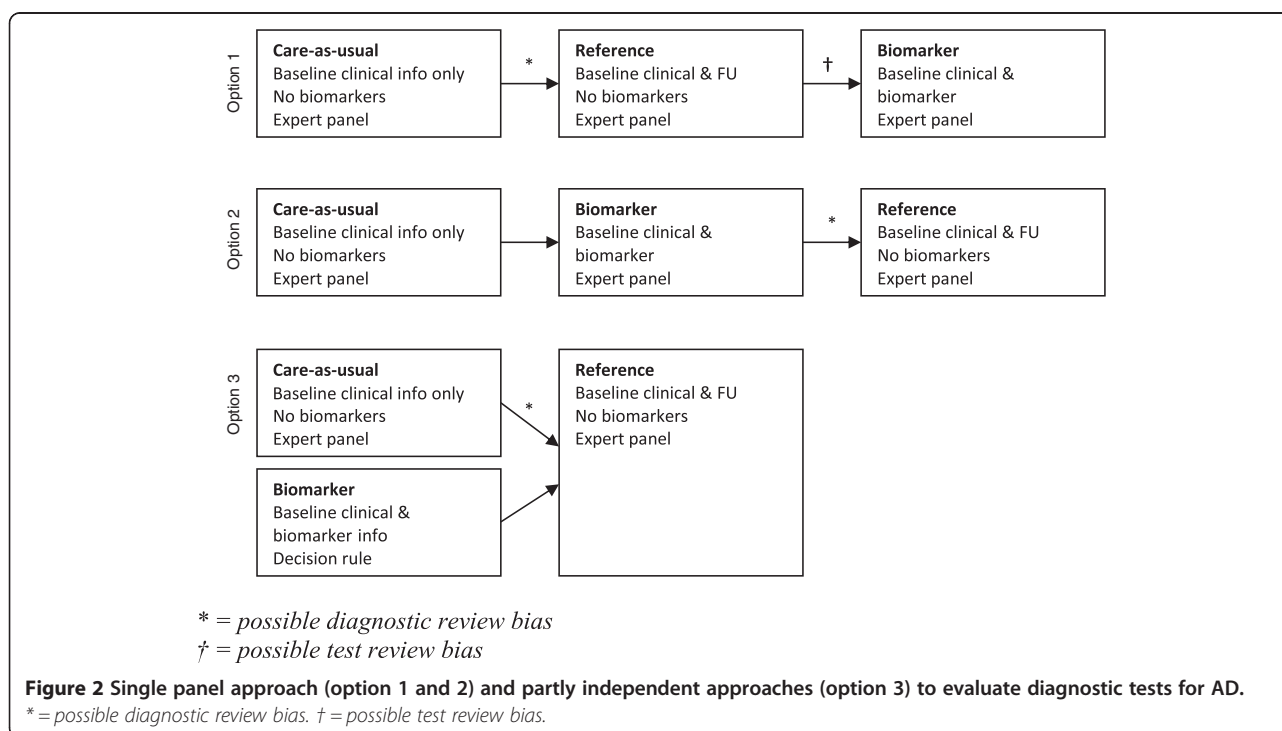 Option 1
Care-as-usual
Baseline clinical info only
No biomarkers
Expert panel
*
Reference
Baseline clinical & FU
No biomarkers
Expert panel
†
Biomarker
Baseline clinical &
biomarker
Expert panel
Option 2
Care-as-usual
Baseline clinical info only
No biomarkers
Expert panel
Biomarker
Baseline clinical &
biomarker
Expert panel
*
Reference
Baseline clinical & FU
No biomarkers
Expert panel
Option 3
Care-as-usual
Baseline clinical info only
No biomarkers
Expert panel
*
Reference
Baseline clinical & FU
No biomarkers
Expert panel
Biomarker
Baseline clinical &
biomarker info
Decision rule
* = possible diagnostic review bias
† = possible test review bias
Figure 2 Single panel approach (option 1 and 2) and partly independent approaches (option 3) to evaluate diagnostic tests for AD.
* = possible diagnostic review bias. † = possible test review bias.